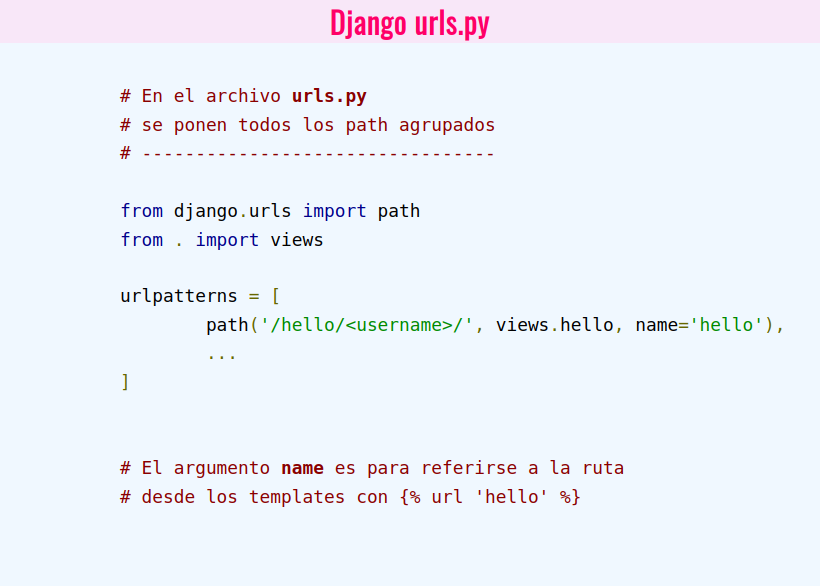 Django urls.py
# En el archivo urls.py
# se ponen todos los path agrupados
# ---------------------------------
from django.urls import path
from . import views
urlpatterns = [
        path('/hello/<username>/', views.hello, name='hello'),
        ...
]
# El argumento name es para referirse a la ruta
# desde los templates con {% url 'hello' %}